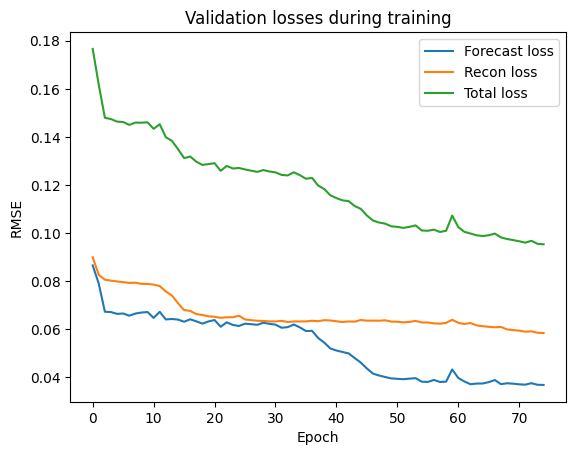 Validation losses during training
0.18
0.16
0.14
0.12
0.10
0.08
0.06
0.04
RMSE
Forecast loss
Recon loss
Total loss
0 10 20 30 40 50 60 70
Epoch